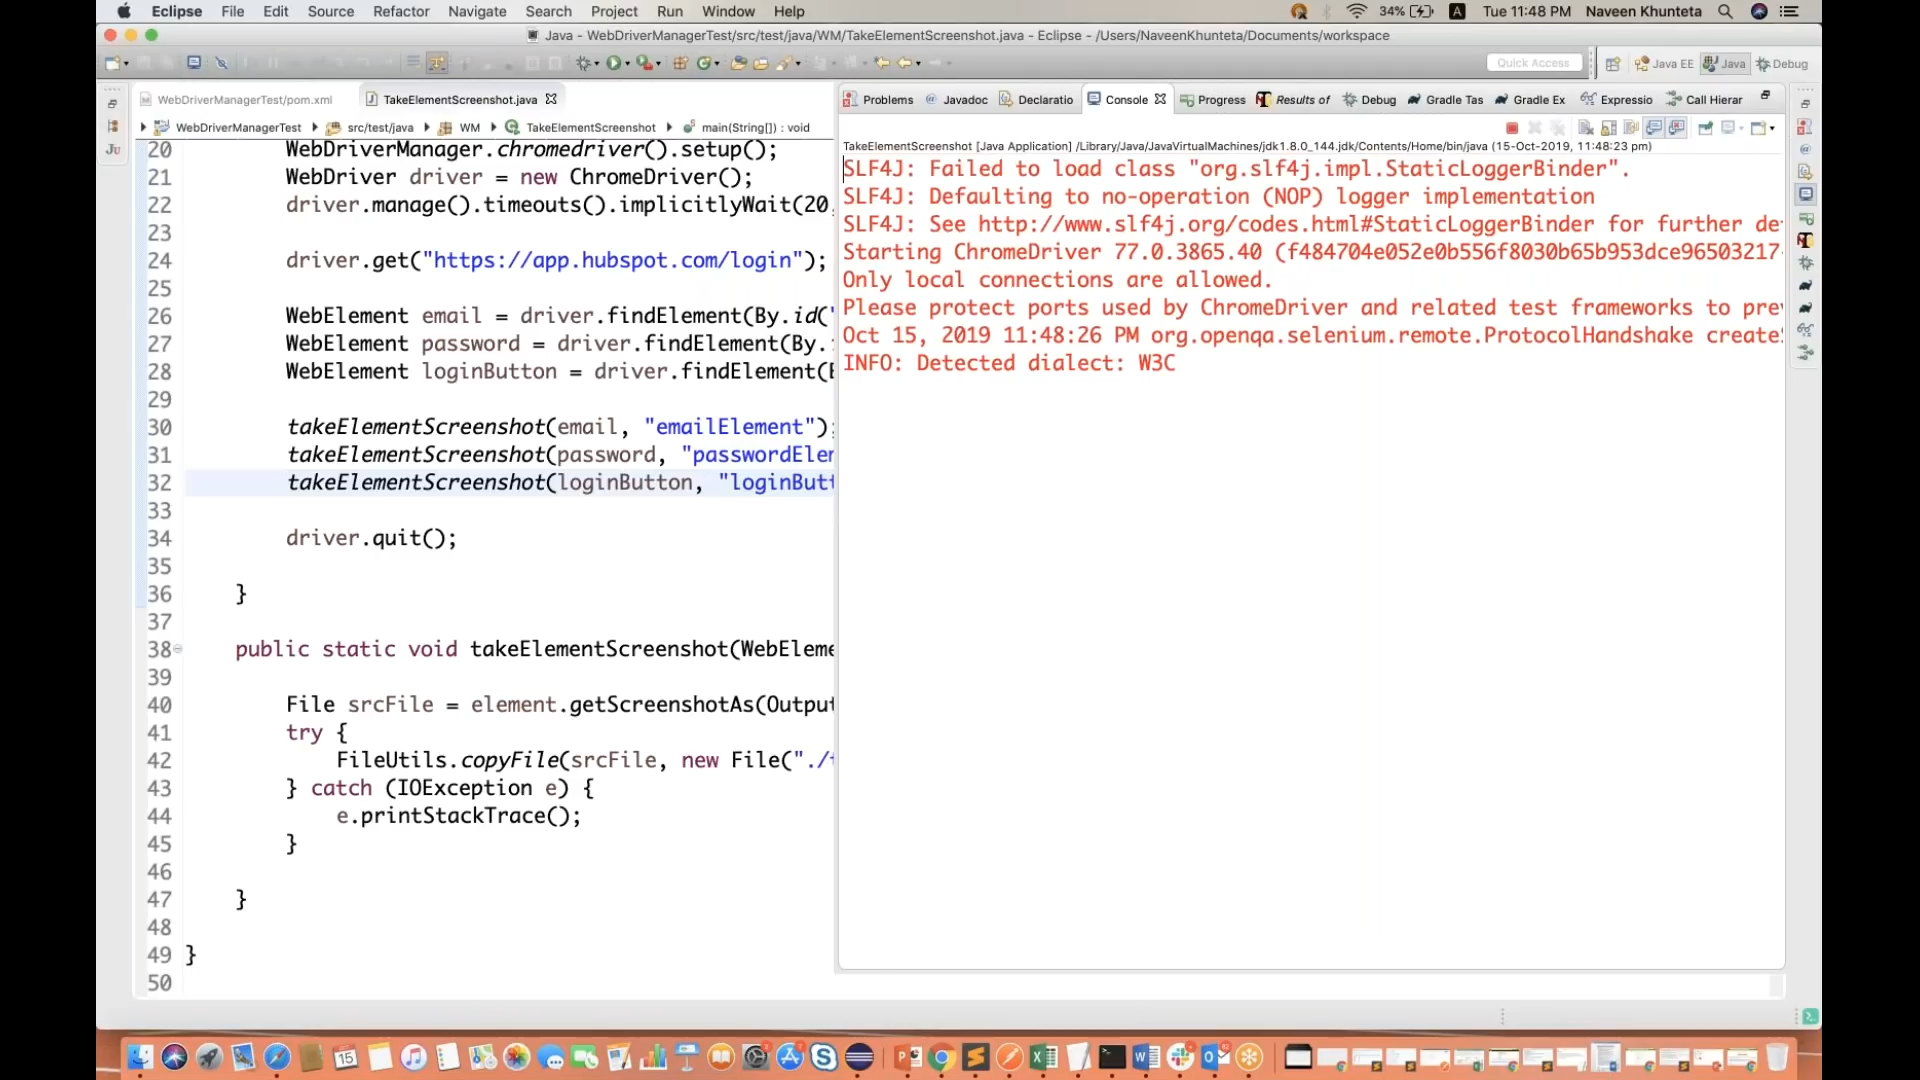 Eclipse File Edit Source Refactor Navigate Search Project Run Window Help
34% A Tue 11:48 PM Naveen Khunteta
Java - WebDriverManagerTest/src/test/java/WM/TakeElementScreenshot.java - Eclipse - /Users/NaveenKhunteta/Documents/workspace
Quick Access Java EE Java Debug
WebDriverManagerTest/pom.xml TakeElementScreenshot.java
WebDriverManagerTest src/test/java WM TakeElementScreenshot main(String[]) : void
20 WebDriverManager.chromedriver().setup();
21 WebDriver driver = new ChromeDriver();
22 driver.manage().timeouts().implicitlyWait(20,
23
24 driver.get("https://app.hubspot.com/login");
25
26 WebElement email = driver.findElement(By.id("
27 WebElement password = driver.findElement(By.
28 WebElement loginButton = driver.findElement(
29
30 takeElementScreenshot(email, "emailElement");
31 takeElementScreenshot(password, "passwordElem
32 takeElementScreenshot(loginButton, "loginButt
33
34 driver.quit();
35
36 }
37
38 public static void takeElementScreenshot(WebEleme
39
40 File srcFile = element.getScreenshotAs(Output
41 try {
42 FileUtils.copyFile(srcFile, new File("./t
43 } catch (IOException e) {
44 e.printStackTrace();
45 }
46
47 }
48
49 }
50
Problems Javadoc Declaratio Console Progress Results of Debug Gradle Tas Gradle Ex Expressio Call Hierar
TakeElementScreenshot [Java Application] /Library/Java/JavaVirtualMachines/jdk1.8.0_144.jdk/Contents/Home/bin/java (15-Oct-2019, 11:48:23 pm)
SLF4J: Failed to load class "org.slf4j.impl.StaticLoggerBinder".
SLF4J: Defaulting to no-operation (NOP) logger implementation
SLF4J: See http://www.slf4j.org/codes.html#StaticLoggerBinder for further de
Starting ChromeDriver 77.0.3865.40 (f484704e052e0b556f8030b65b953dce96503217
Only local connections are allowed.
Please protect ports used by ChromeDriver and related test frameworks to pre
Oct 15, 2019 11:48:26 PM org.openqa.selenium.remote.ProtocolHandshake createS
INFO: Detected dialect: W3C